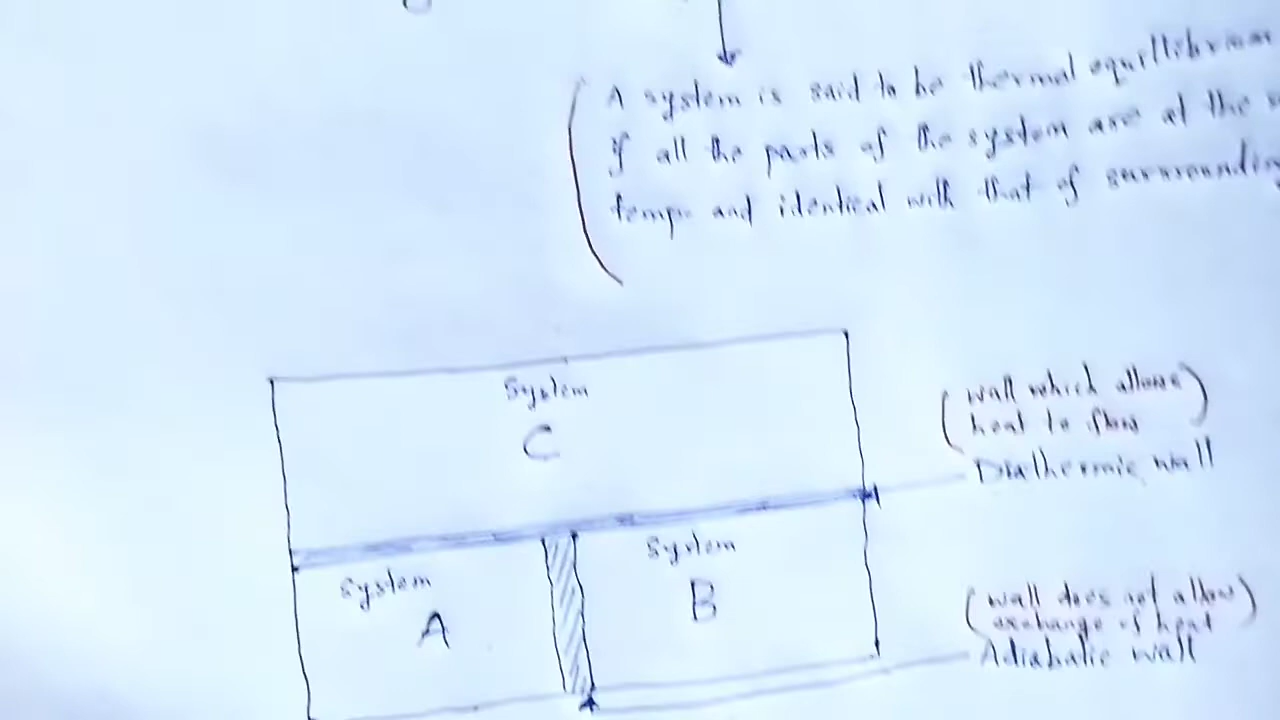 A system is said to be thermal equillibrium
if all the parts of the system are at the
temp. and identical with that of surrounding
System
C
(wall which allows)
heat to flow
Diathermic wall
System
B
System
A
(wall does not allow)
exchange of heat
Adiabatic wall